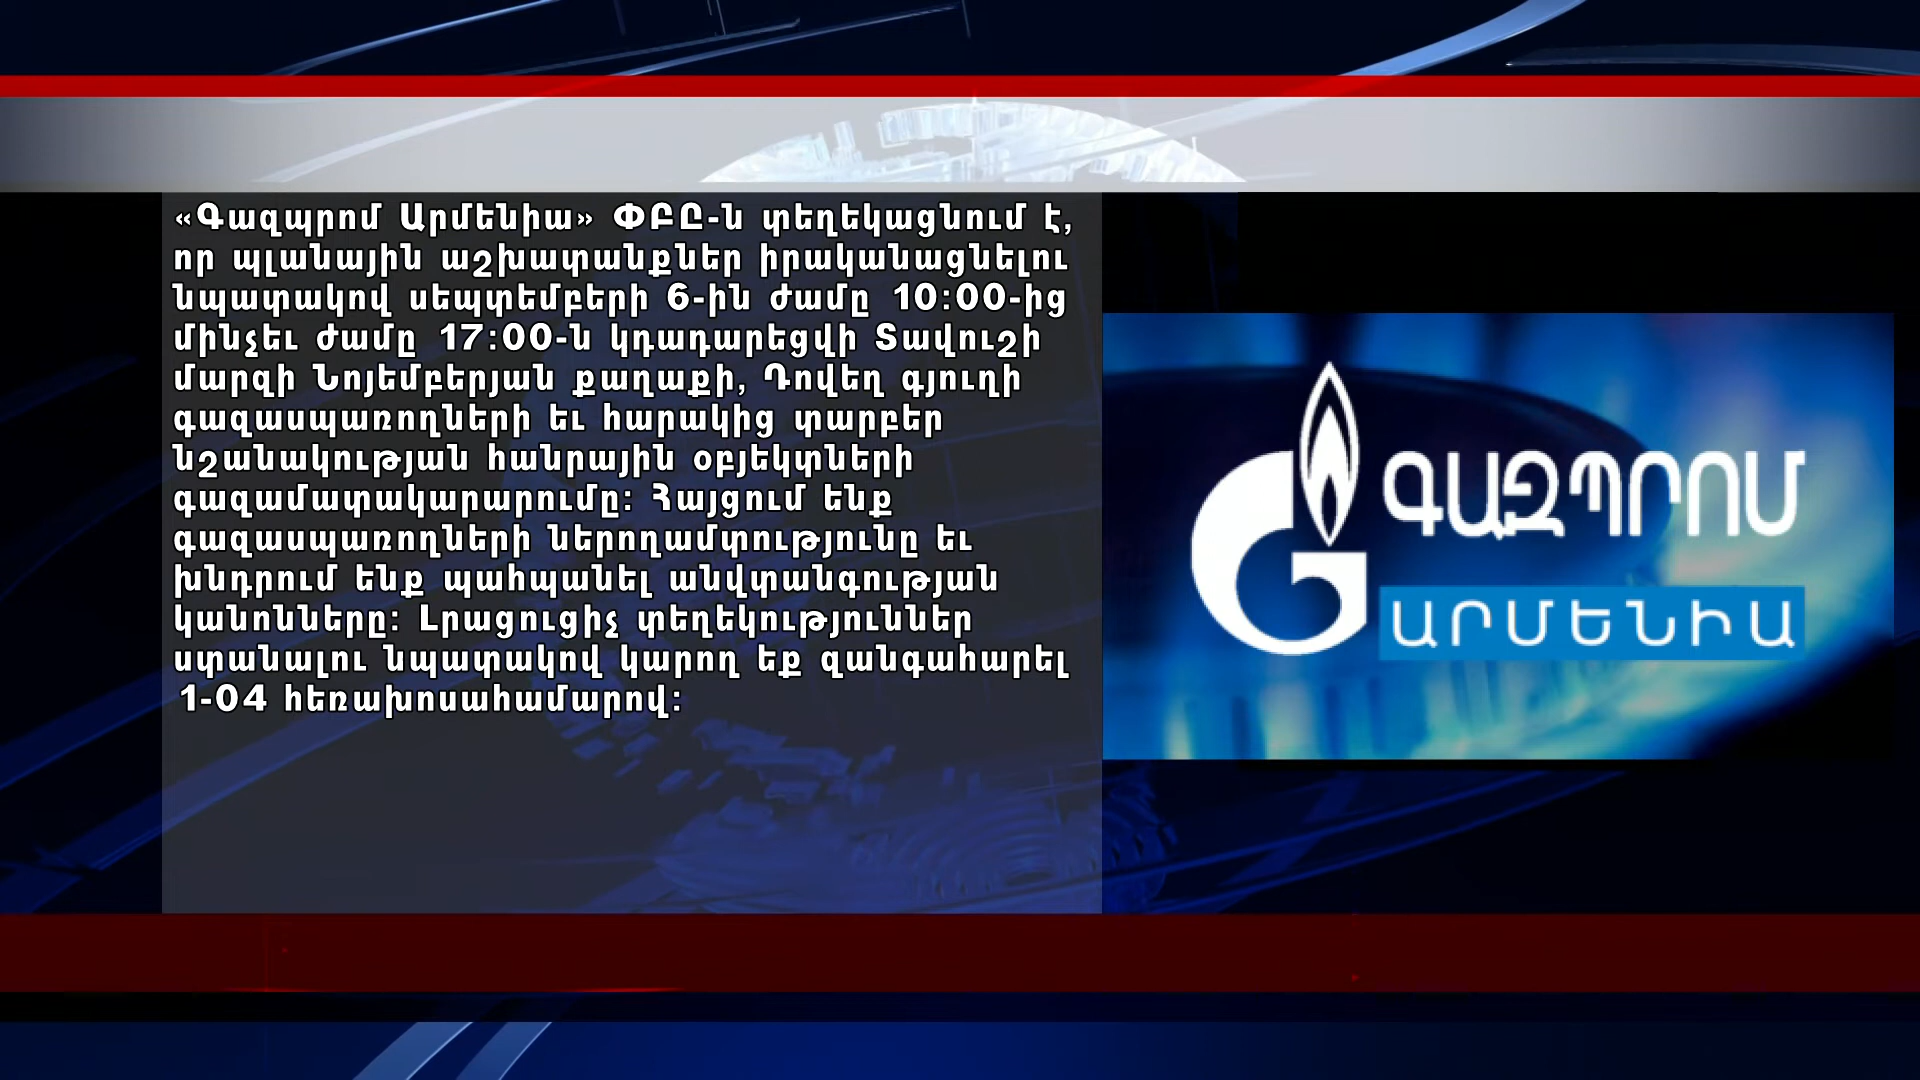 «Գազպրոմ Արմենիա» ՓԲԸ-ն տեղեկացնում է,
որ պլանային աշխատանքներ իրականացնելու
նպատակով սեպտեմբերի 6-ին ժամը 10:00-ից
մինչեւ ժամը 17:00-ն կդադարեցվի Տավուշի
մարզի Նոյեմբերյան քաղաքի, Դովեղ գյուղի
գազասպառողների եւ հարակից տարբեր
նշանակության հանրային օբյեկտների
գազամատակարարումը: Հայցում ենք
գազասպառողների ներողամտությունը եւ
խնդրում ենք պահպանել անվտանգության
կանոնները: Լրացուցիչ տեղեկություններ
ստանալու նպատակով կարող եք զանգահարել
1-04 հեռախոսահամարով:
ԳԱԶՊՐՈՄ
ԱՐՄԵՆԻԱ